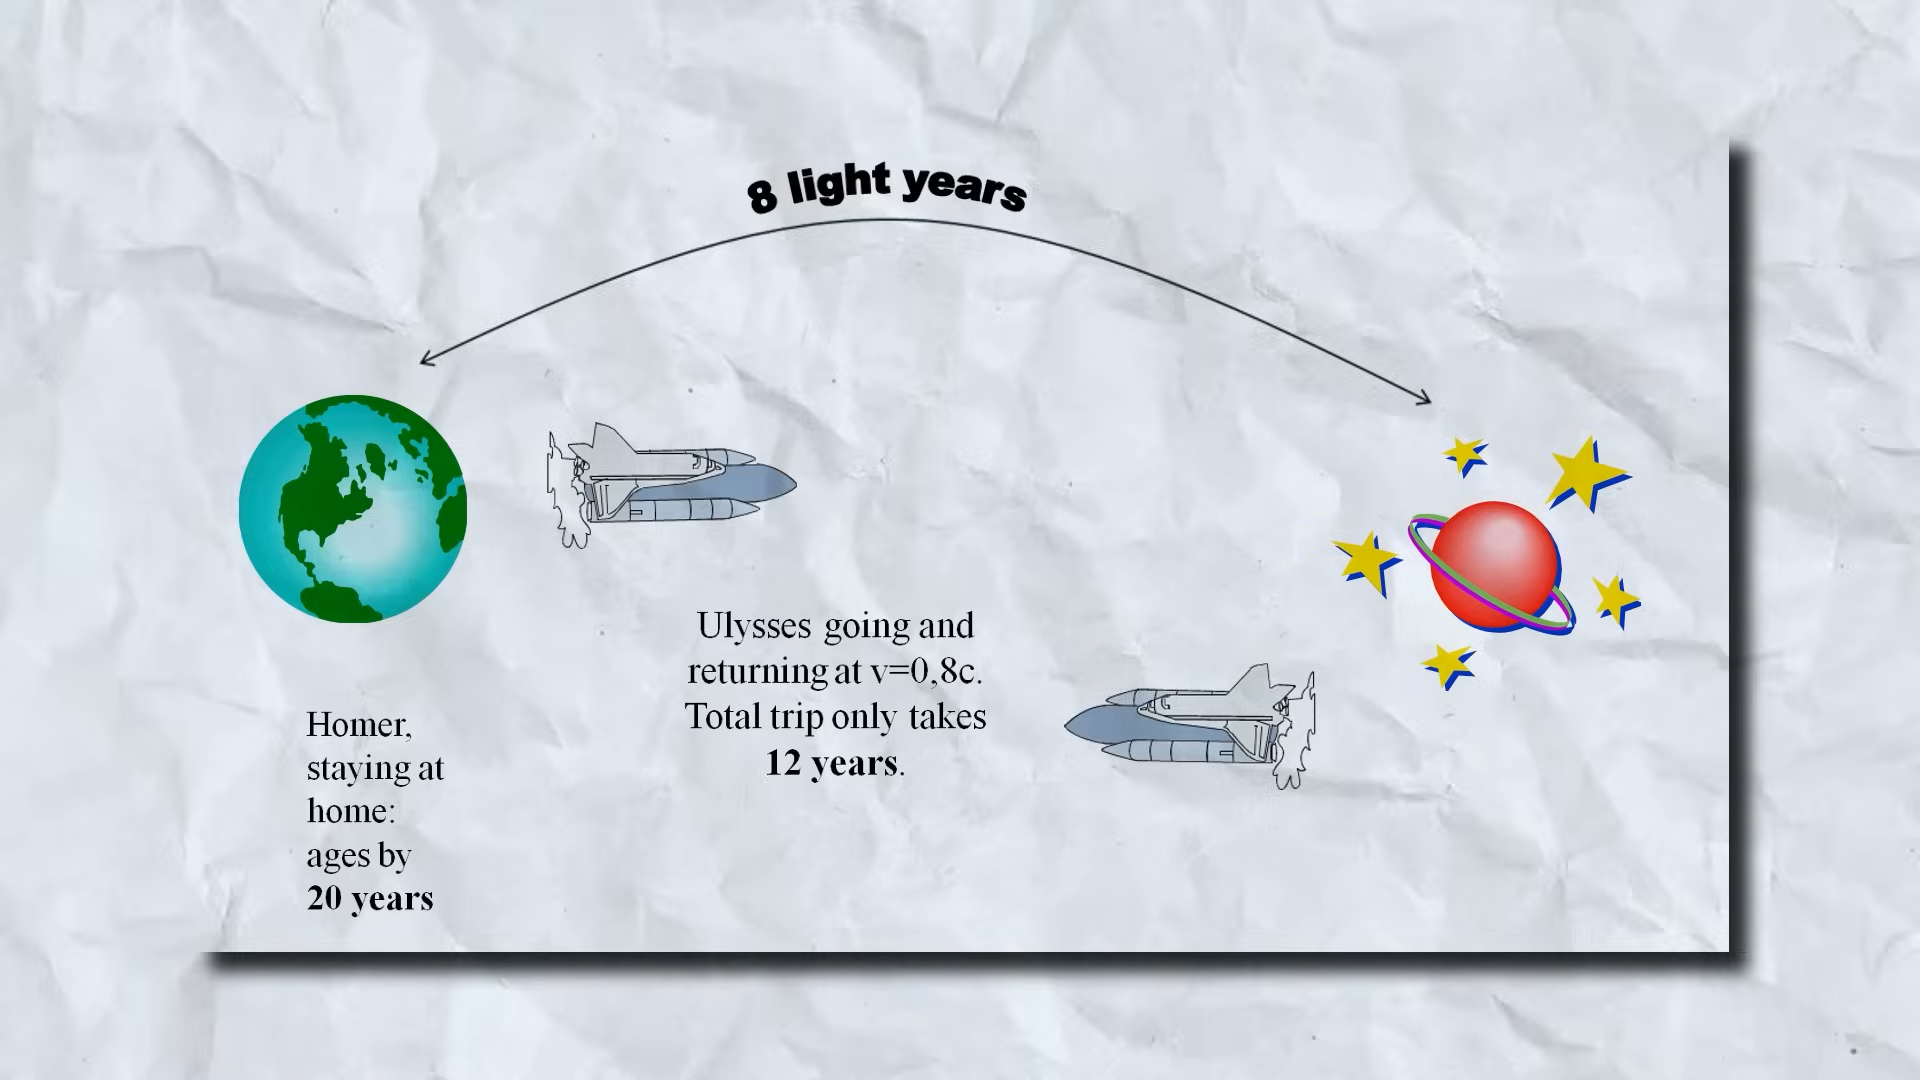 8 light years
Ulysses going and
returning at v=0,8c.
Total trip only takes
12 years.
Homer,
staying at
home:
ages by
20 years